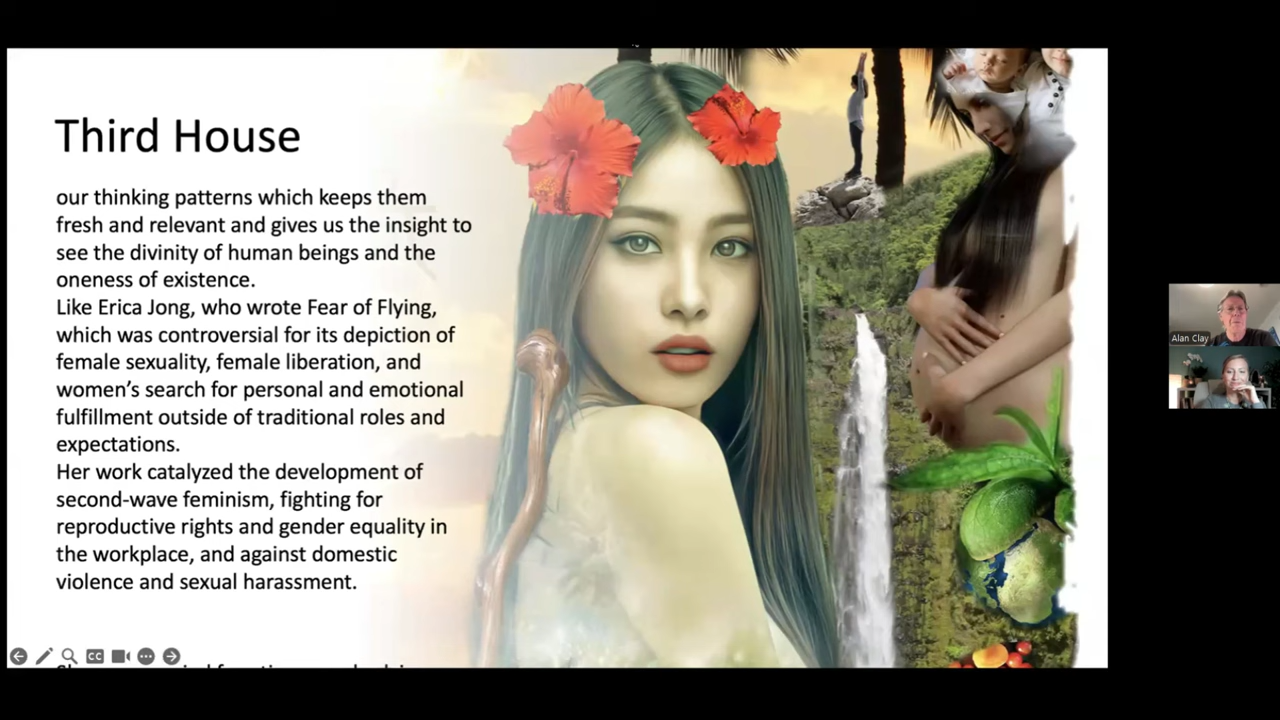 Third House
our thinking patterns which keeps them
fresh and relevant and gives us the insight to
see the divinity of human beings and the
oneness of existence.
Like Erica Jong, who wrote Fear of Flying,
which was controversial for its depiction of
female sexuality, female liberation, and
women’s search for personal and emotional
fulfillment outside of traditional roles and
expectations.
Her work catalyzed the development of
second-wave feminism, fighting for
reproductive rights and gender equality in
the workplace, and against domestic
violence and sexual harassment.
CC
Alan Clay